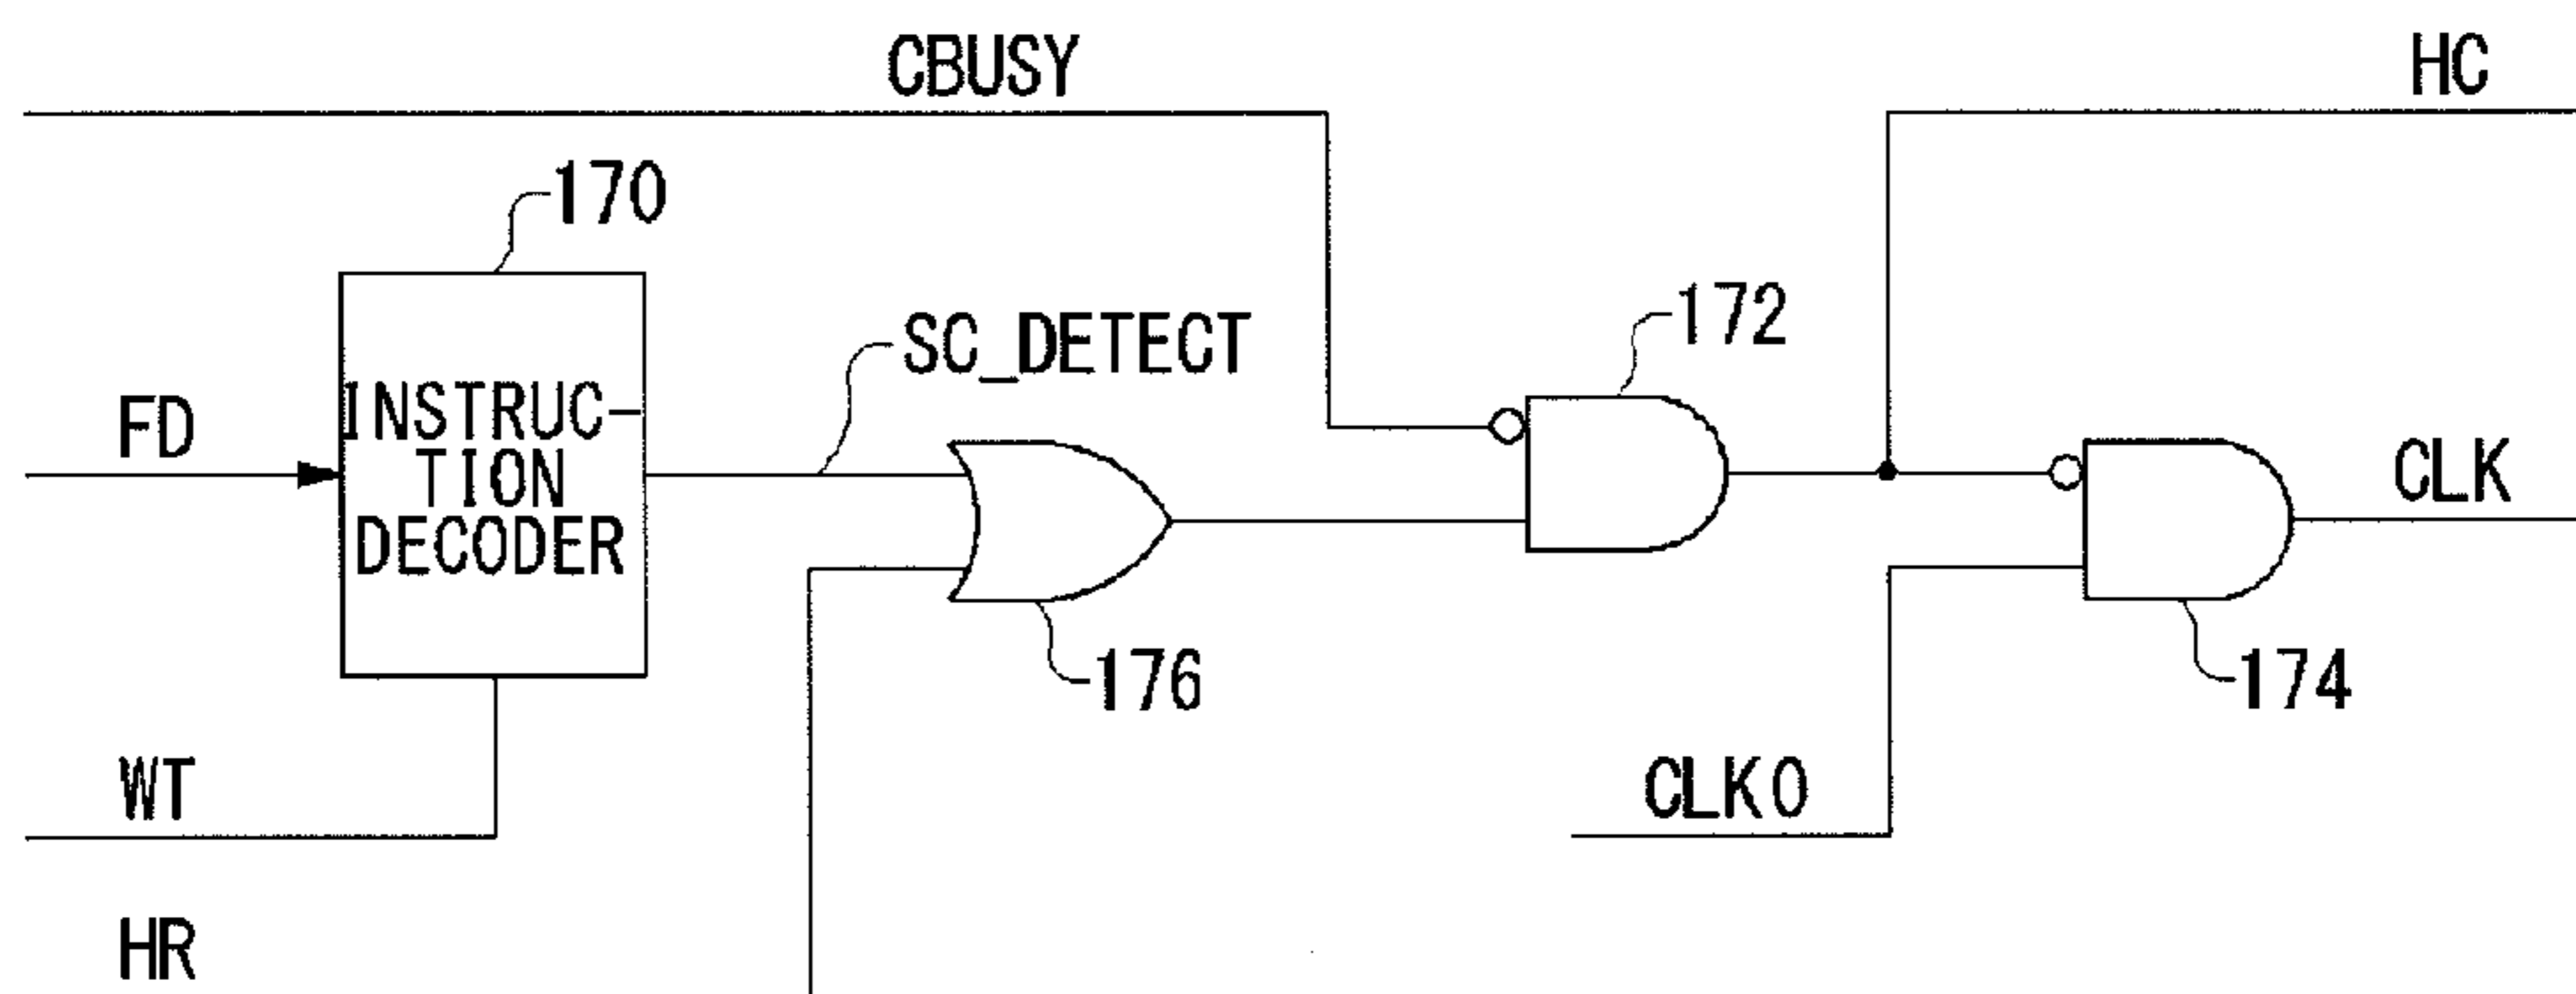 CBUSY
HC
170
172
SC_DETECT
FD
INSTRUC-
TION
DECODER
CLK
176
174
WT
CLK0
HR